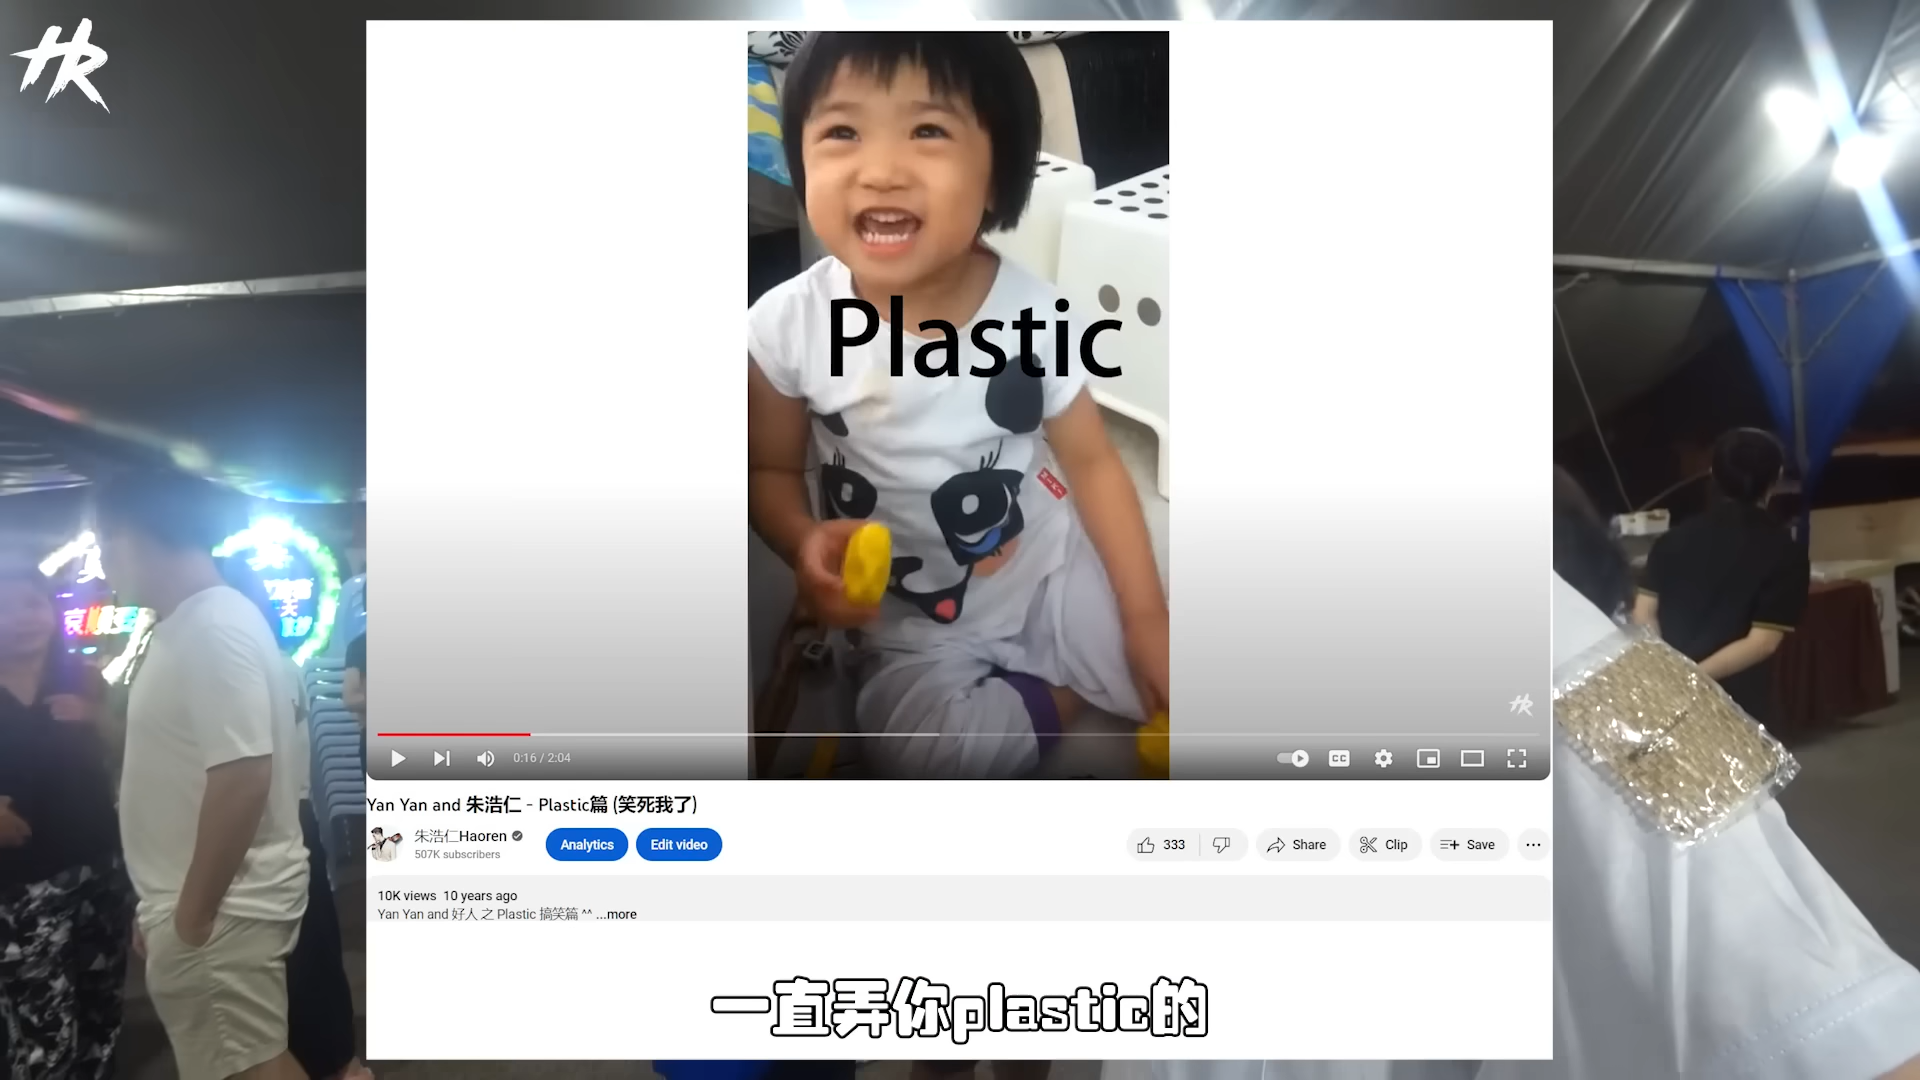 HR
Plastic
HR
0:16 / 2:04
CC
Yan Yan and 朱浩仁 - Plastic篇 (笑死我了)
朱浩仁Haoren
507K subscribers
Analytics
Edit video
333
Share
Clip
Save
10K views 10 years ago
Yan Yan and 好人 之 Plastic 搞笑篇 ^^ ...more
一直弄你plastic的